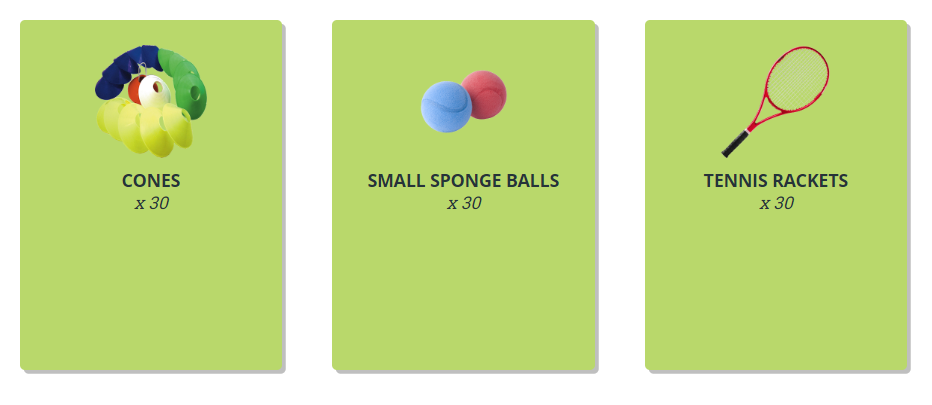 CONES
x 30
SMALL SPONGE BALLS
x 30
TENNIS RACKETS
x 30